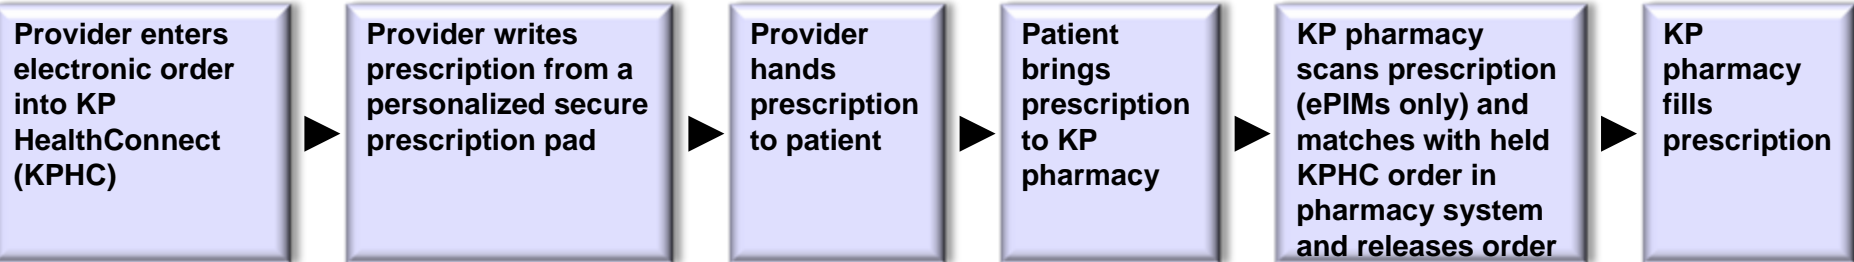 Provider enters
electronic order
into KP
HealthConnect
(KPHC)
Provider writes
prescription from a
personalized secure
prescription pad
Provider
hands
prescription
to patient
Patient
brings
prescription
to KP
pharmacy
KP pharmacy
scans prescription
(ePIMs only) and
matches with held
KPHC order in
pharmacy system
and releases order
KP
pharmacy
fills
prescription